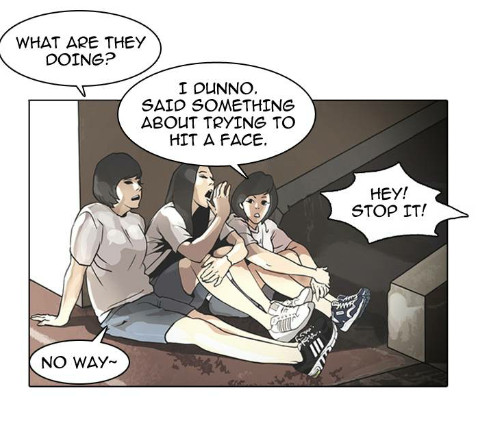 WHAT ARE THEY
DOING?
I DUNNO.
SAID SOMETHING
ABOUT TRYING TO
HIT A FACE.
HEY!
STOP IT!
NO WAY~